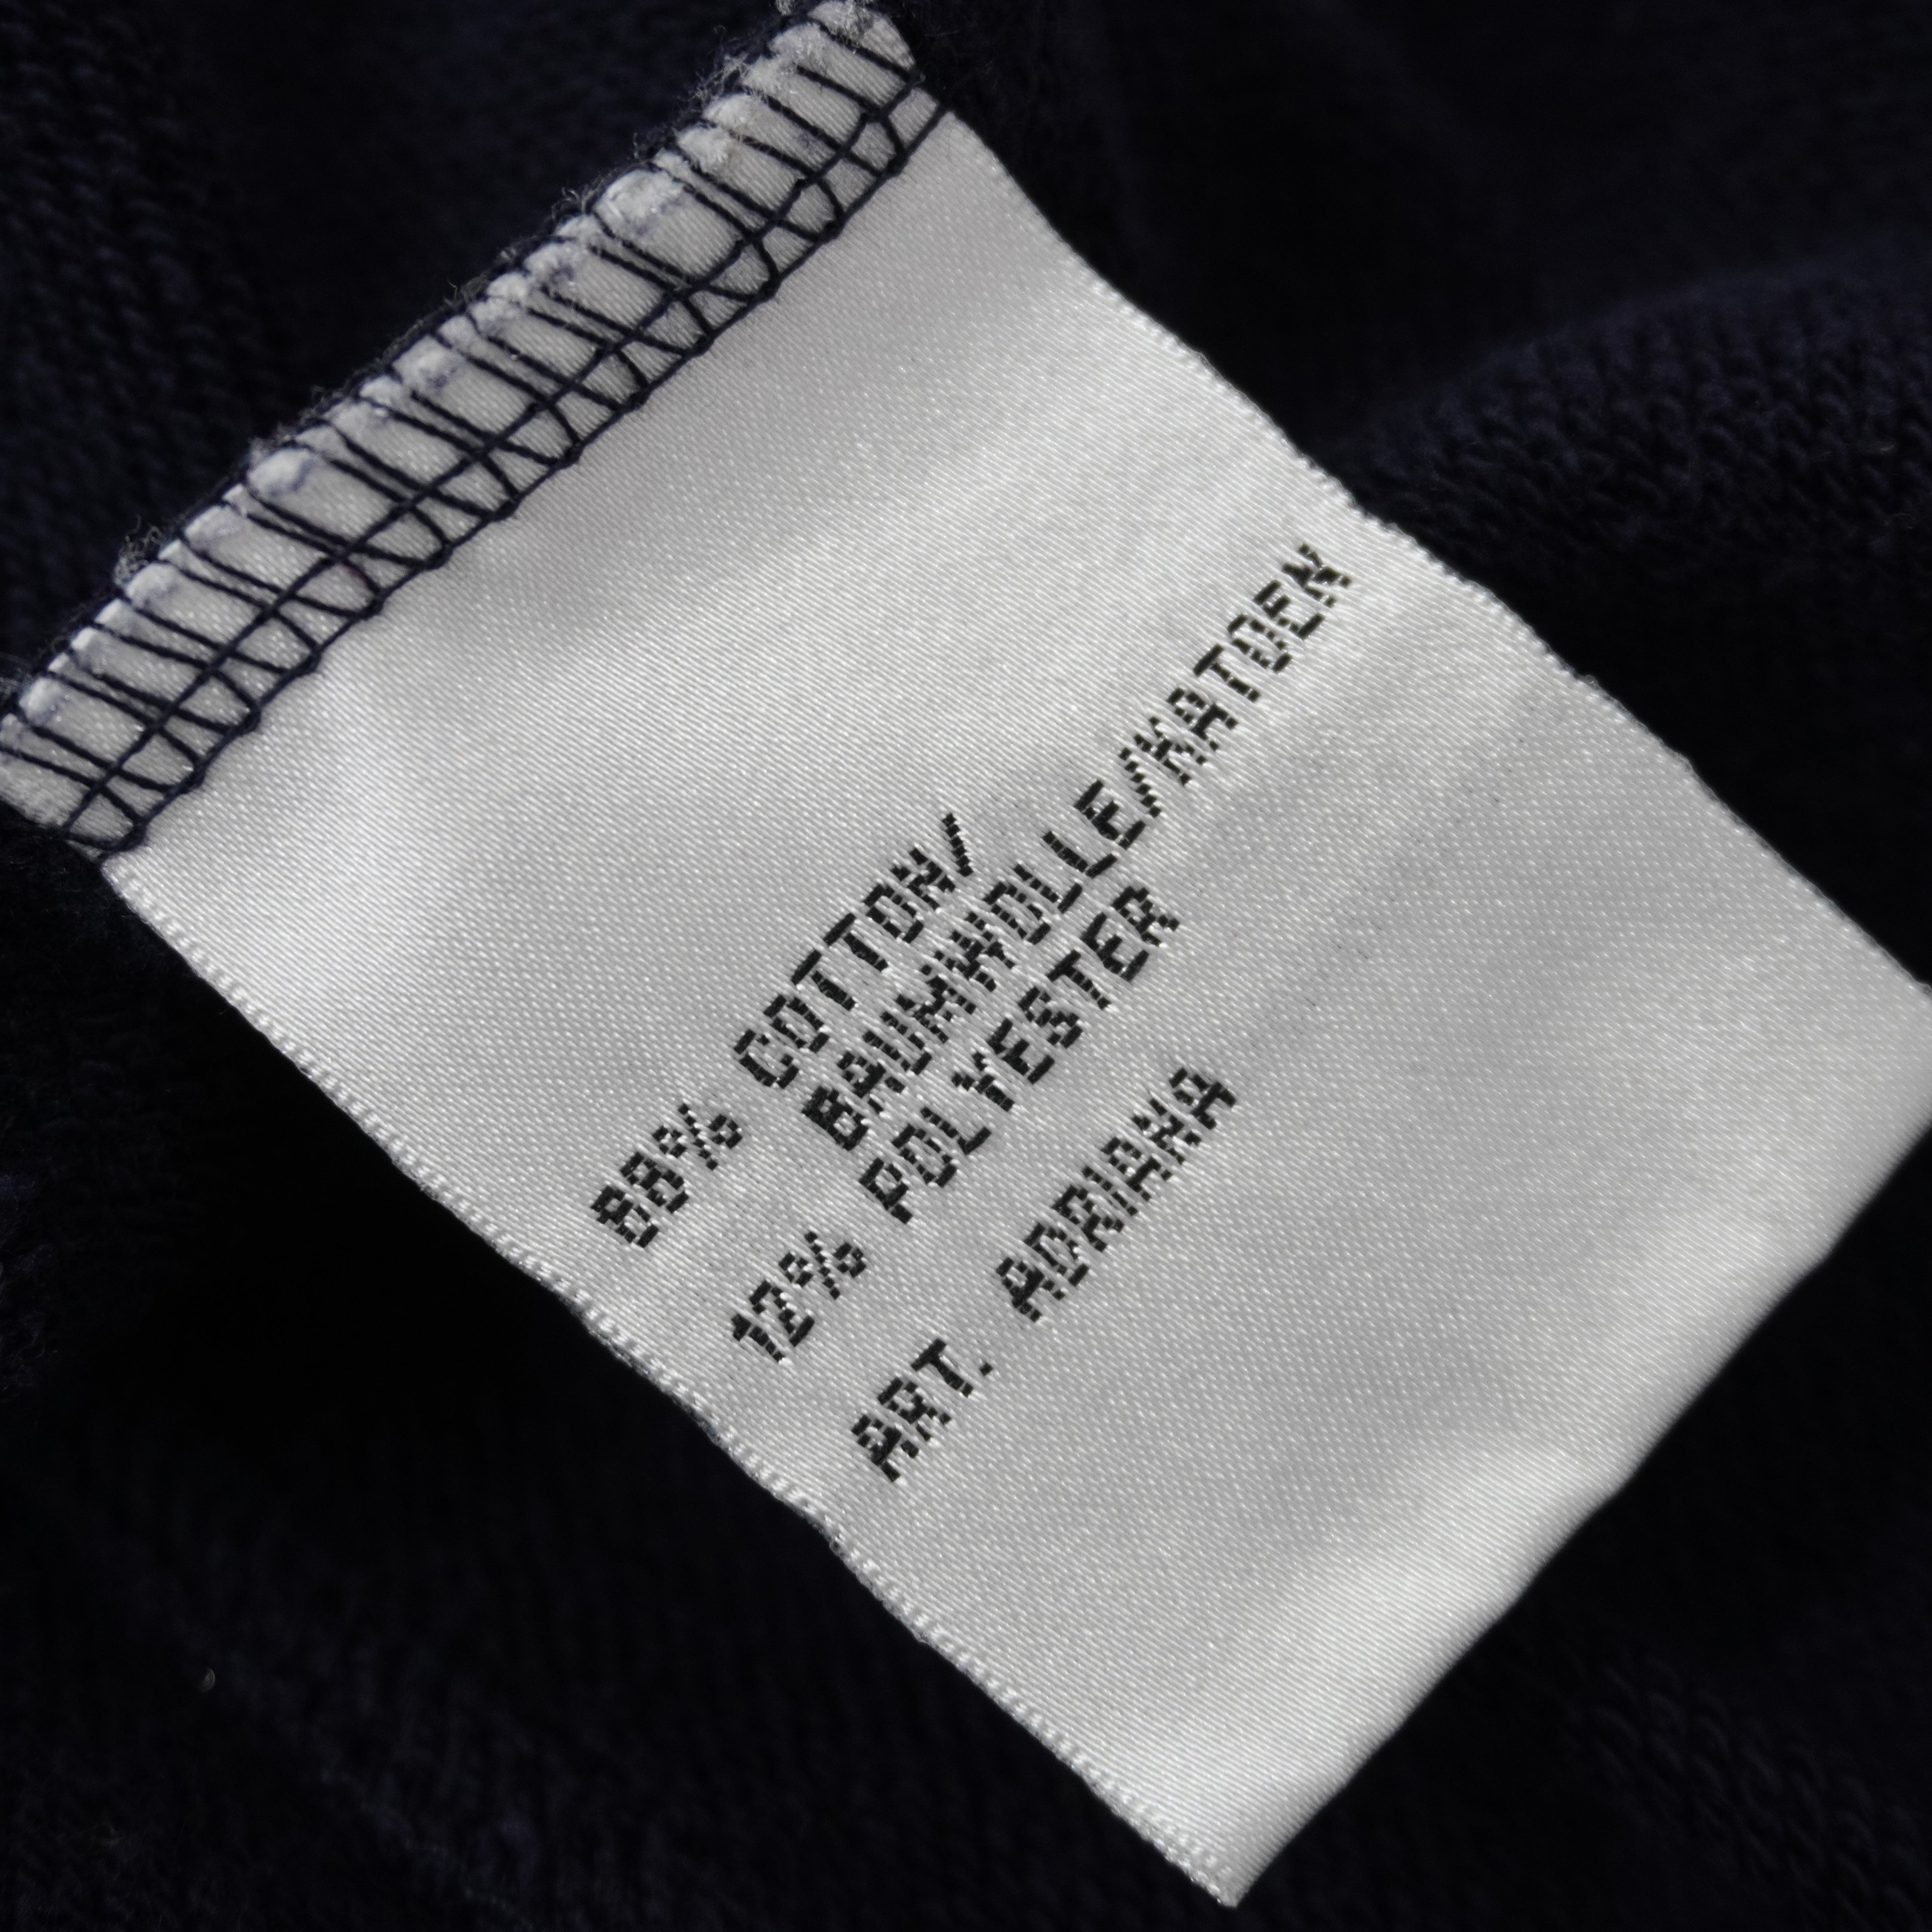 88% COTTON/
BAUMWOLLE/KATOEN
12% POLYESTER
ART. ADRIANA